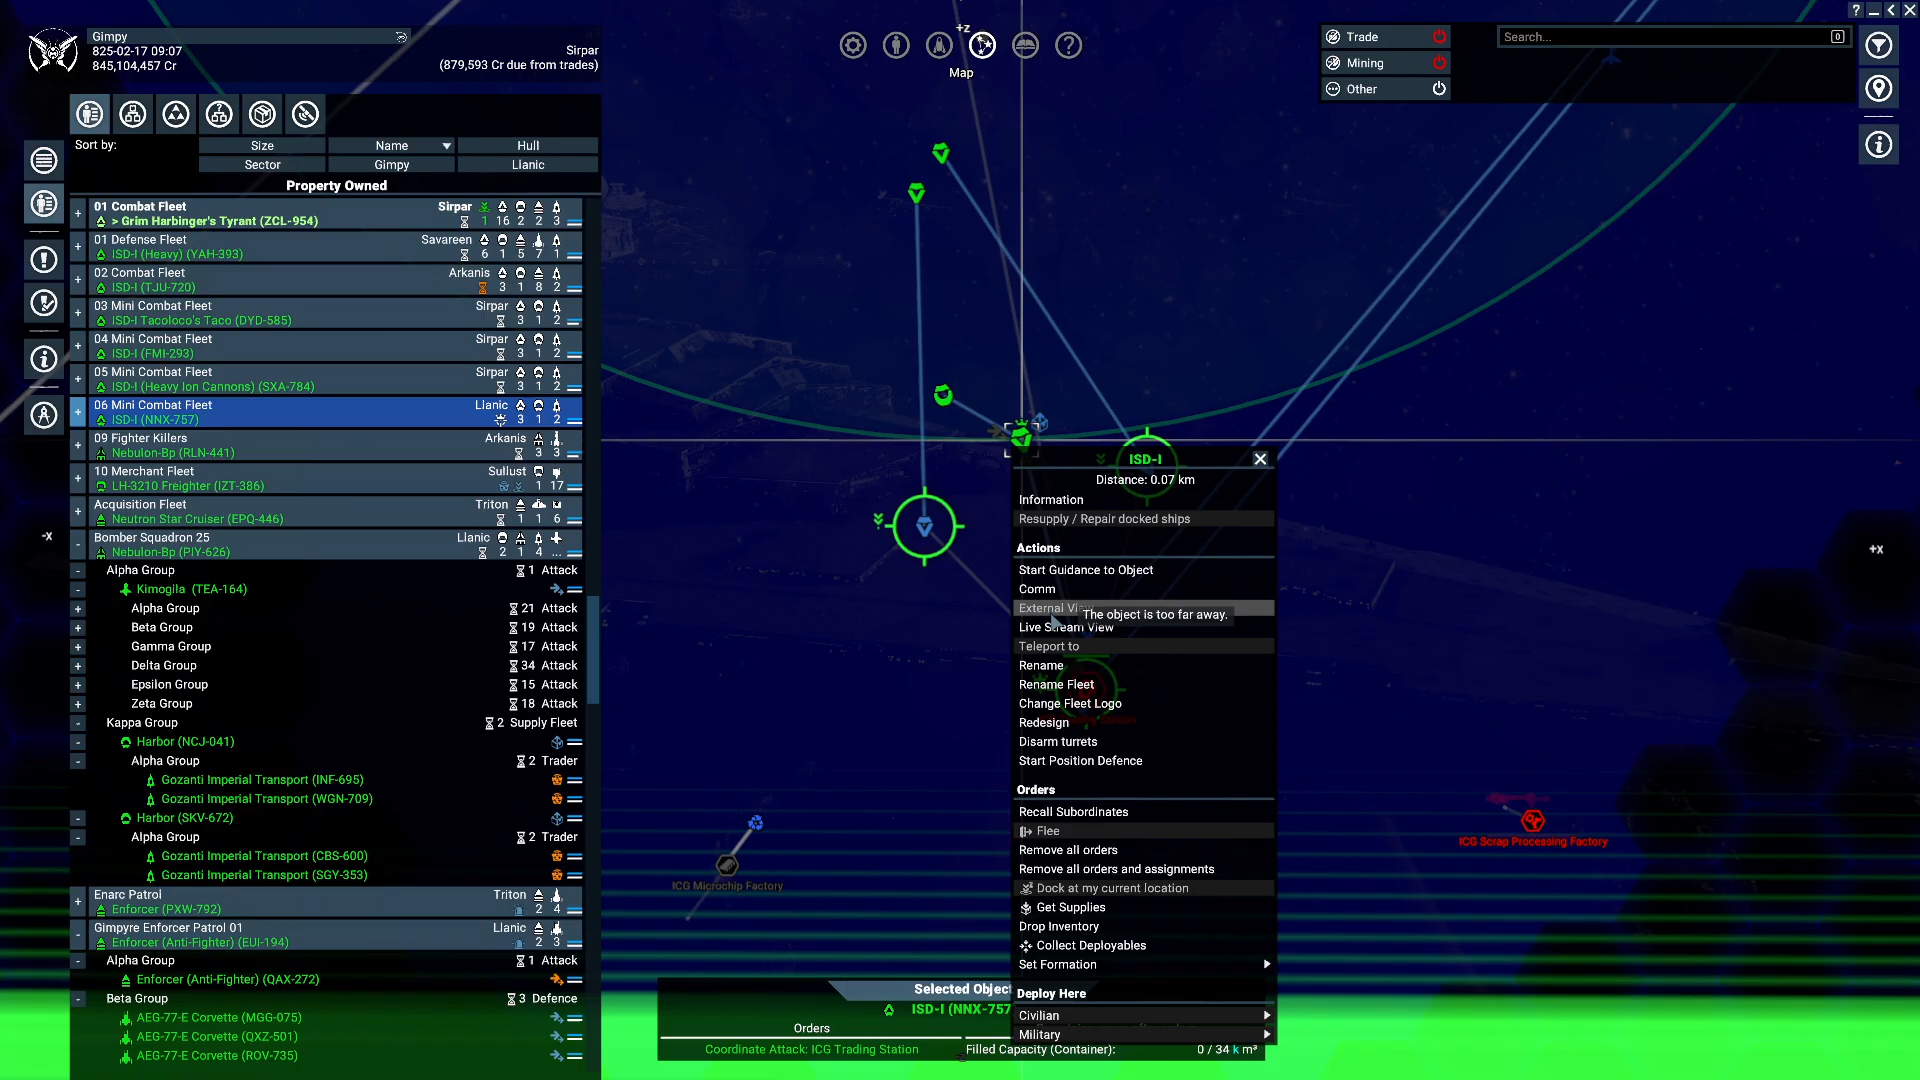 Gimpy
825-02-17 09:07
845,104,457 Cr
Sirpar
(879,593 Cr due from trades)
+z
Map
Trade
Mining
Other
Search...
0
Sort by:
Size
Name
Hull
Sector
Gimpy
Llanic
Property Owned
01 Combat Fleet Sirpar
> Grim Harbinger's Tyrant (ZCL-954) 1 16 2 2 3
01 Defense Fleet Savareen
ISD-I (Heavy) (YAH-393) 6 1 5 7 1
02 Combat Fleet Arkanis
ISD-I (TJU-720) 3 1 8 2
03 Mini Combat Fleet Sirpar
ISD-I Tacoloco's Taco (DYD-585) 3 1 2
04 Mini Combat Fleet Sirpar
ISD-I (FMI-293) 3 1 2
05 Mini Combat Fleet Sirpar
ISD-I (Heavy Ion Cannons) (SXA-784) 3 1 2
06 Mini Combat Fleet Llanic
ISD-I (NNX-757) 3 1 2
09 Fighter Killers Arkanis
Nebulon-Bp (RLN-441) 3 3
10 Merchant Fleet Sullust
LH-3210 Freighter (IZT-386) 1 17
Acquisition Fleet Triton
Neutron Star Cruiser (EPQ-446) 1 1 6
Bomber Squadron 25 Llanic
Nebulon-Bp (PIY-626) 2 1 4 ...
Alpha Group 1 Attack
Kimogila (TEA-164)
Alpha Group 21 Attack
Beta Group 19 Attack
Gamma Group 17 Attack
Delta Group 34 Attack
Epsilon Group 15 Attack
Zeta Group 18 Attack
Kappa Group 2 Supply Fleet
Harbor (NCJ-041)
Alpha Group 2 Trader
Gozanti Imperial Transport (INF-695)
Gozanti Imperial Transport (WGN-709)
Harbor (SKV-672)
Alpha Group 2 Trader
Gozanti Imperial Transport (CBS-600)
Gozanti Imperial Transport (SGY-353)
Enarc Patrol Triton
Enforcer (PXW-792) 2 4
Gimpyre Enforcer Patrol 01 Llanic
Enforcer (Anti-Fighter) (EUI-194) 2 3
Alpha Group 1 Attack
Enforcer (Anti-Fighter) (QAX-272)
Beta Group 3 Defence
AEG-77-E Corvette (MGG-075)
AEG-77-E Corvette (QXZ-501)
AEG-77-E Corvette (ROV-735)
-x
+x
ISD-I
Distance: 0.07 km
Information
Resupply / Repair docked ships
Actions
Start Guidance to Object
Comm
External View
The object is too far away.
Live Stream View
Teleport to
Rename
Rename Fleet
Change Fleet Logo
Redesign
Disarm turrets
Start Position Defence
Orders
Recall Subordinates
Flee
Remove all orders
Remove all orders and assignments
Dock at my current location
Get Supplies
Drop Inventory
Collect Deployables
Set Formation
Deploy Here
Civilian
Military
ICG Microchip Factory
ICG Scrap Processing Factory
Selected Objec
ISD-I (NNX-757
Orders
Coordinate Attack: ICG Trading Station
Filled Capacity (Container): 0 / 34 k m³